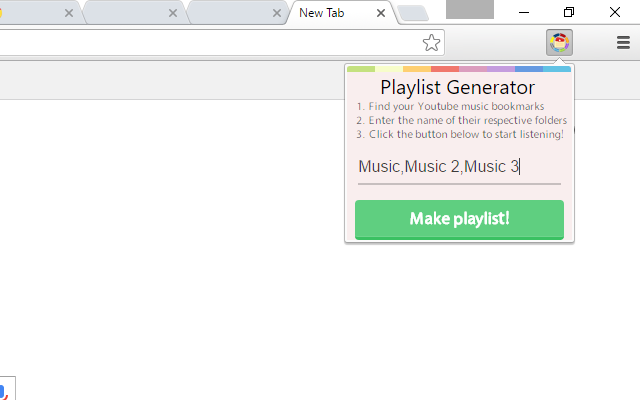 New Tab
Playlist Generator
1. Find your Youtube music bookmarks
2. Enter the name of their respective folders
3. Click the button below to start listening!
Music,Music 2,Music 3
Make playlist!